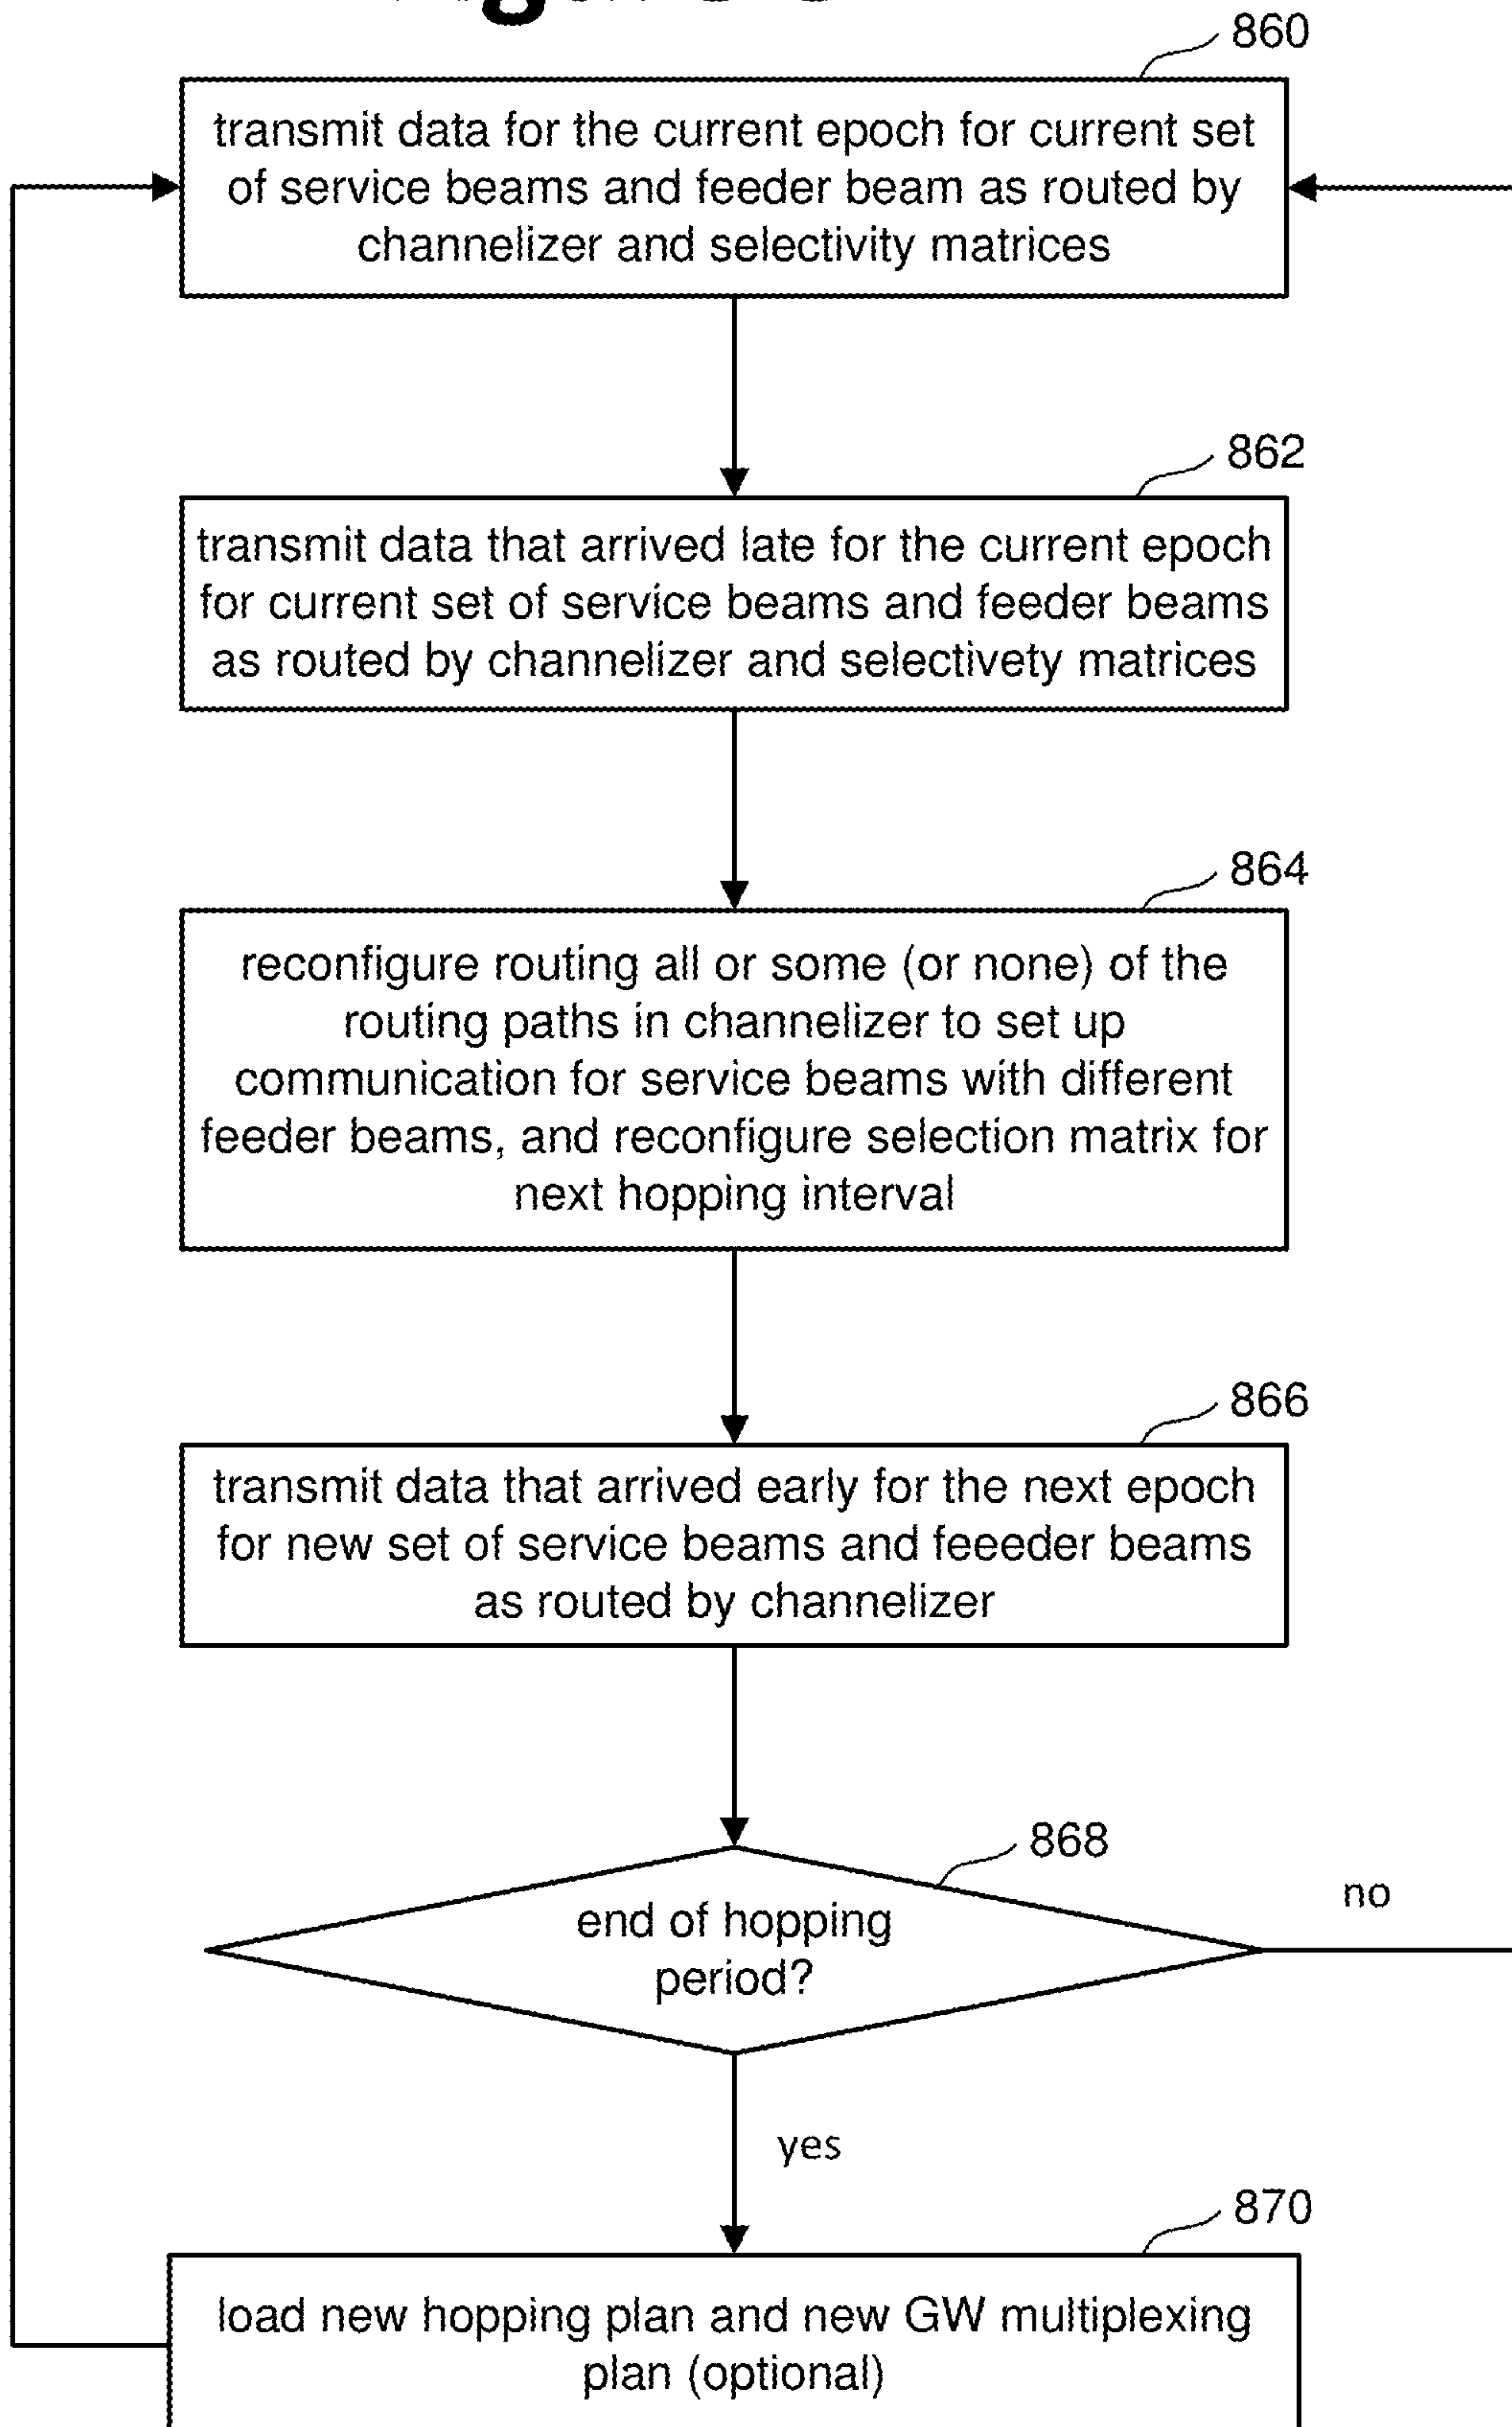 860
transmit data for the current epoch for current set
of service beams and feeder beam as routed by
channelizer and selectivity matrices
862
transmit data that arrived late for the current epoch
for current set of service beams and feeder beams
as routed by channelizer and selectivety matrices
864
reconfigure routing all or some (or none) of the
routing paths in channelizer to set up
communication for service beams with different
feeder beams, and reconfigure selection matrix for
next hopping interval
866
transmit data that arrived early for the next epoch
for new set of service beams and feeeder beams
as routed by channelizer
868
end of hopping
period?
no
yes
870
load new hopping plan and new GW multiplexing
plan (optional)